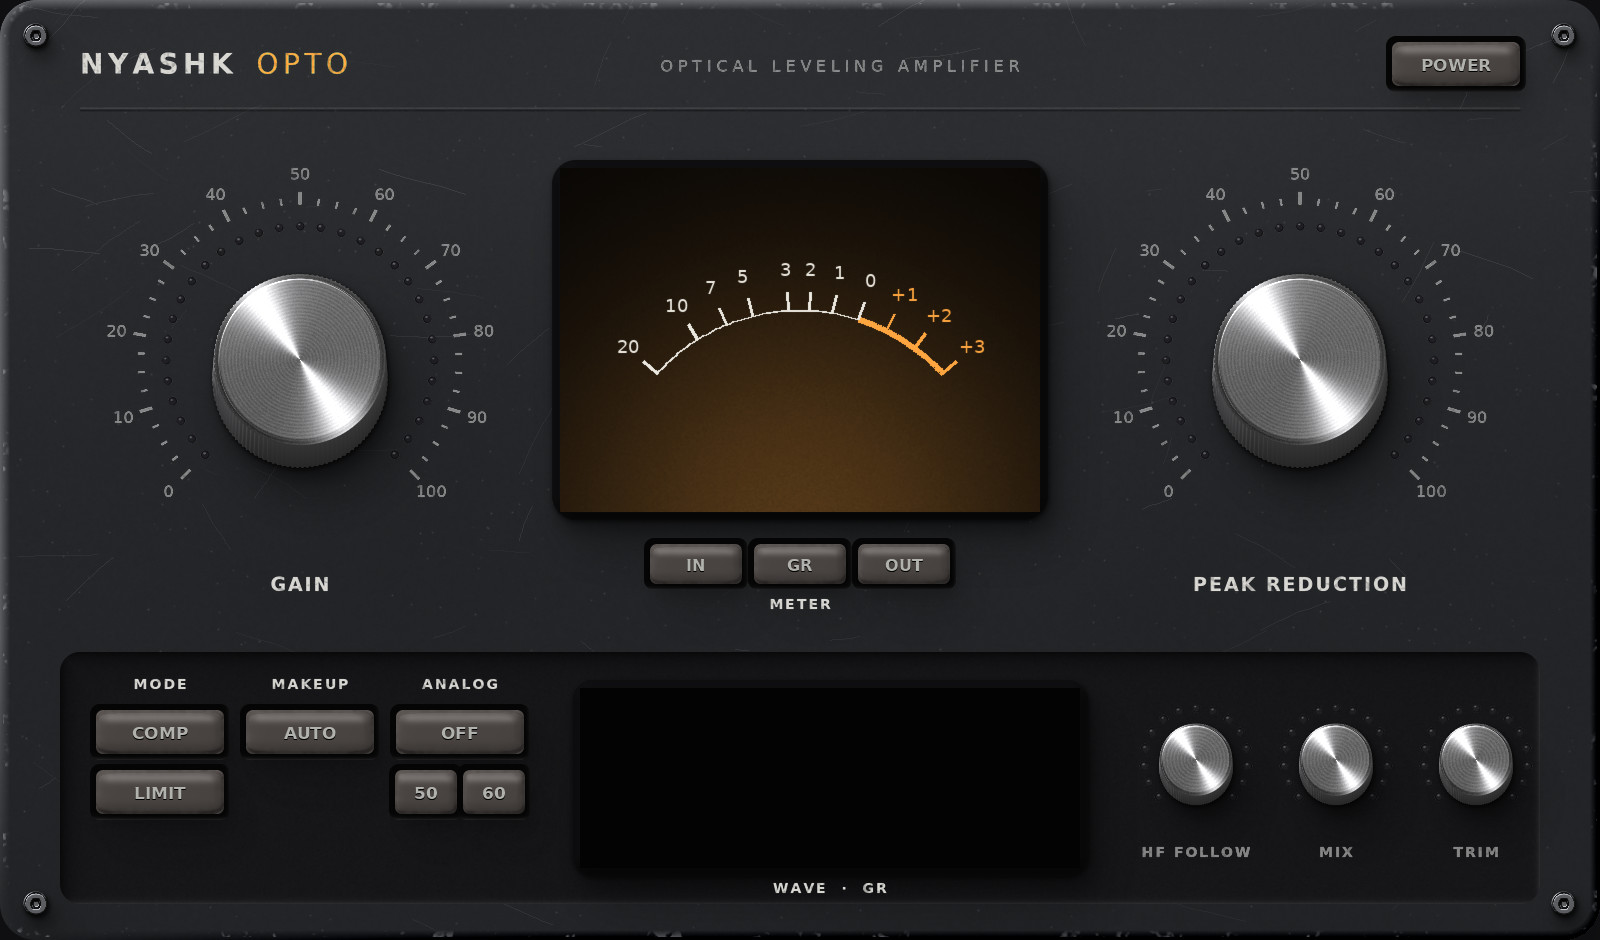 NYASHK OPTO
OPTICAL LEVELING AMPLIFIER
POWER
0 10 20 30 40 50 60 70 80 90 100
GAIN
20 10 7 5 3 2 1 0 +1 +2 +3
IN GR OUT
METER
0 10 20 30 40 50 60 70 80 90 100
PEAK REDUCTION
MODE
COMP
LIMIT
MAKEUP
AUTO
ANALOG
OFF
50 60
WAVE · GR
HF FOLLOW
MIX
TRIM